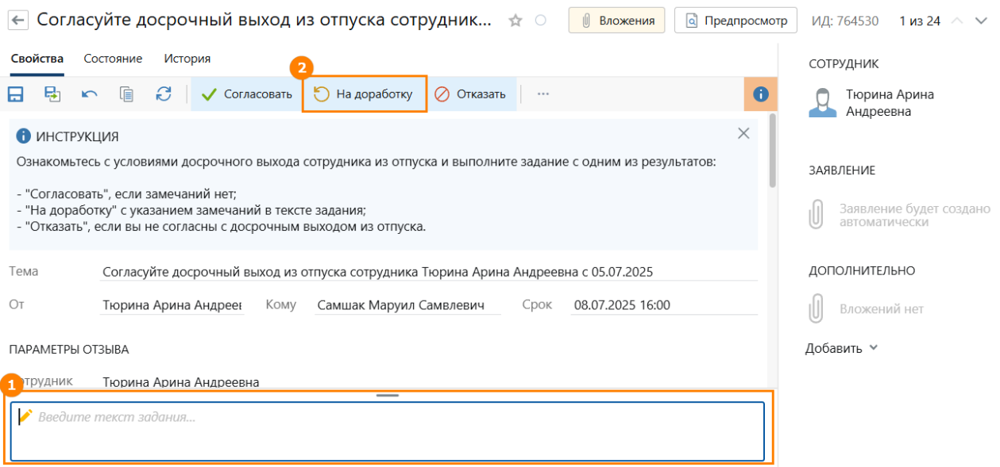 Согласуйте досрочный выход из отпуска сотрудник...
Вложения
Предпросмотр
ИД: 764530
1 из 24
Свойства
Состояние
История
2
Согласовать
На доработку
Отказать
...
ИНСТРУКЦИЯ
Ознакомьтесь с условиями досрочного выхода сотрудника из отпуска и выполните задание с одним из результатов:
- "Согласовать", если замечаний нет;
- "На доработку" с указанием замечаний в тексте задания;
- "Отказать", если вы не согласны с досрочным выходом из отпуска.
Тема Согласуйте досрочный выход из отпуска сотрудника Тюрина Арина Андреевна с 05.07.2025
От Тюрина Арина Андреев Кому Самшак Маруил Самвлевич Срок 08.07.2025 16:00
ПАРАМЕТРЫ ОТЗЫВА
1
трудник Тюрина Арина Андреевна
Введите текст задания...
СОТРУДНИК
Тюрина Арина
Андреевна
ЗАЯВЛЕНИЕ
Заявление будет создано
автоматически
ДОПОЛНИТЕЛЬНО
Вложений нет
Добавить